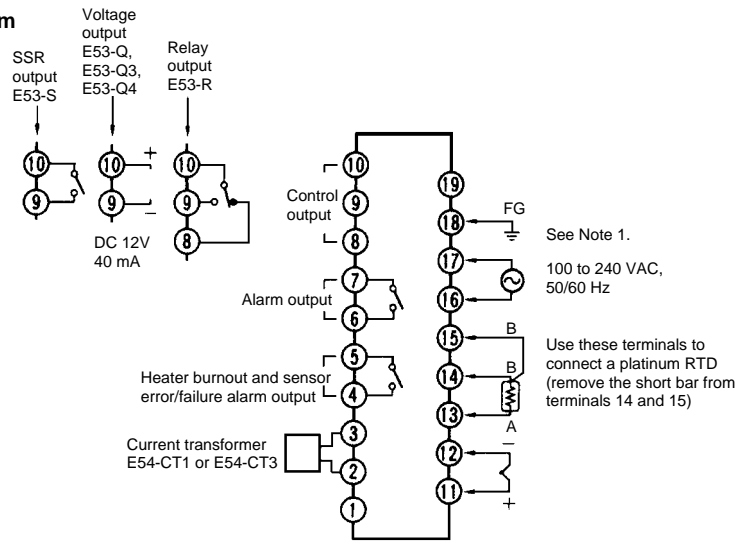 m
SSR
output
E53-S
Voltage
output
E53-Q,
E53-Q3,
E53-Q4
Relay
output
E53-R
10
9
10
9
+
–
DC 12V
40 mA
10
9
8
Control
output
Alarm output
Heater burnout and sensor
error/failure alarm output
Current transformer
E54-CT1 or E54-CT3
10
9
8
7
6
5
4
3
2
1
19
18
17
16
15
14
13
12
11
FG
B
B
A
–
+
See Note 1.
100 to 240 VAC,
50/60 Hz
Use these terminals to
connect a platinum RTD
(remove the short bar from
terminals 14 and 15)